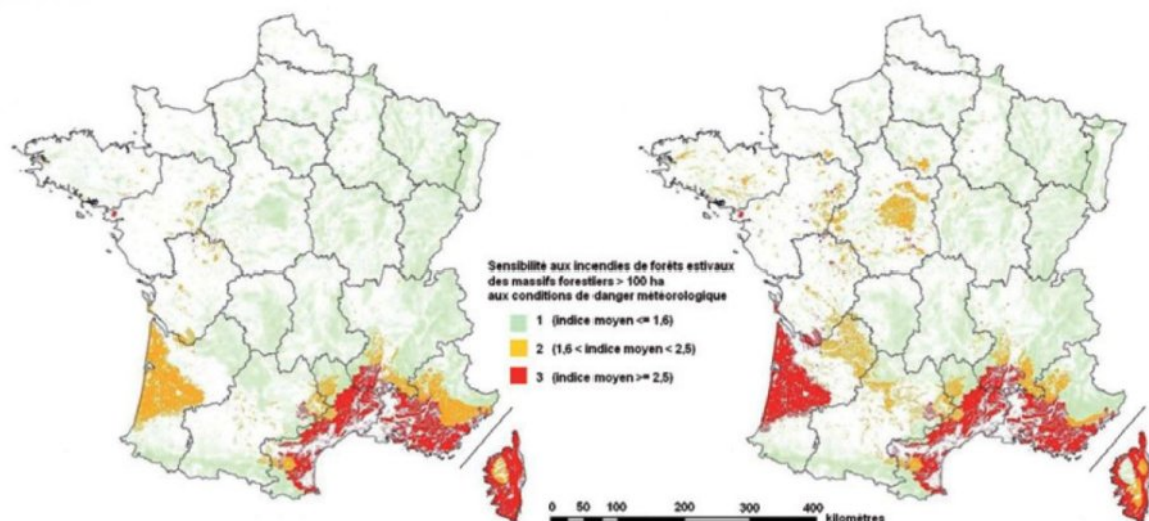 Sensibilité aux incendies de forêts estivaux
des massifs forestiers > 100 ha
aux conditions de danger météorologique
1 (indice moyen <= 1,6)
2 (1,6 < indice moyen < 2,5)
3 (indice moyen >= 2,5)
0 50 100 200 300 400
kilomètres